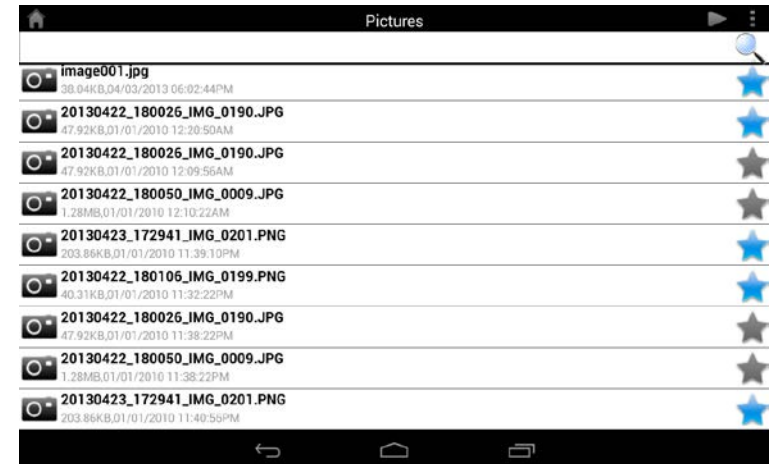 Pictures
image001.jpg
38.04KB,04/03/2013 06:02:44PM
20130422_180026_IMG_0190.JPG
47.92KB,01/01/2010 12:20:50AM
20130422_180026_IMG_0190.JPG
47.92KB,01/01/2010 12:09:56AM
20130422_180050_IMG_0009.JPG
1.28MB,01/01/2010 12:10:22AM
20130423_172941_IMG_0201.PNG
203.86KB,01/01/2010 11:39:10PM
20130422_180106_IMG_0199.PNG
40.31KB,01/01/2010 11:32:22PM
20130422_180026_IMG_0190.JPG
47.92KB,01/01/2010 11:38:22PM
20130422_180050_IMG_0009.JPG
1.28MB,01/01/2010 11:38:22PM
20130423_172941_IMG_0201.PNG
203.86KB,01/01/2010 11:40:56PM